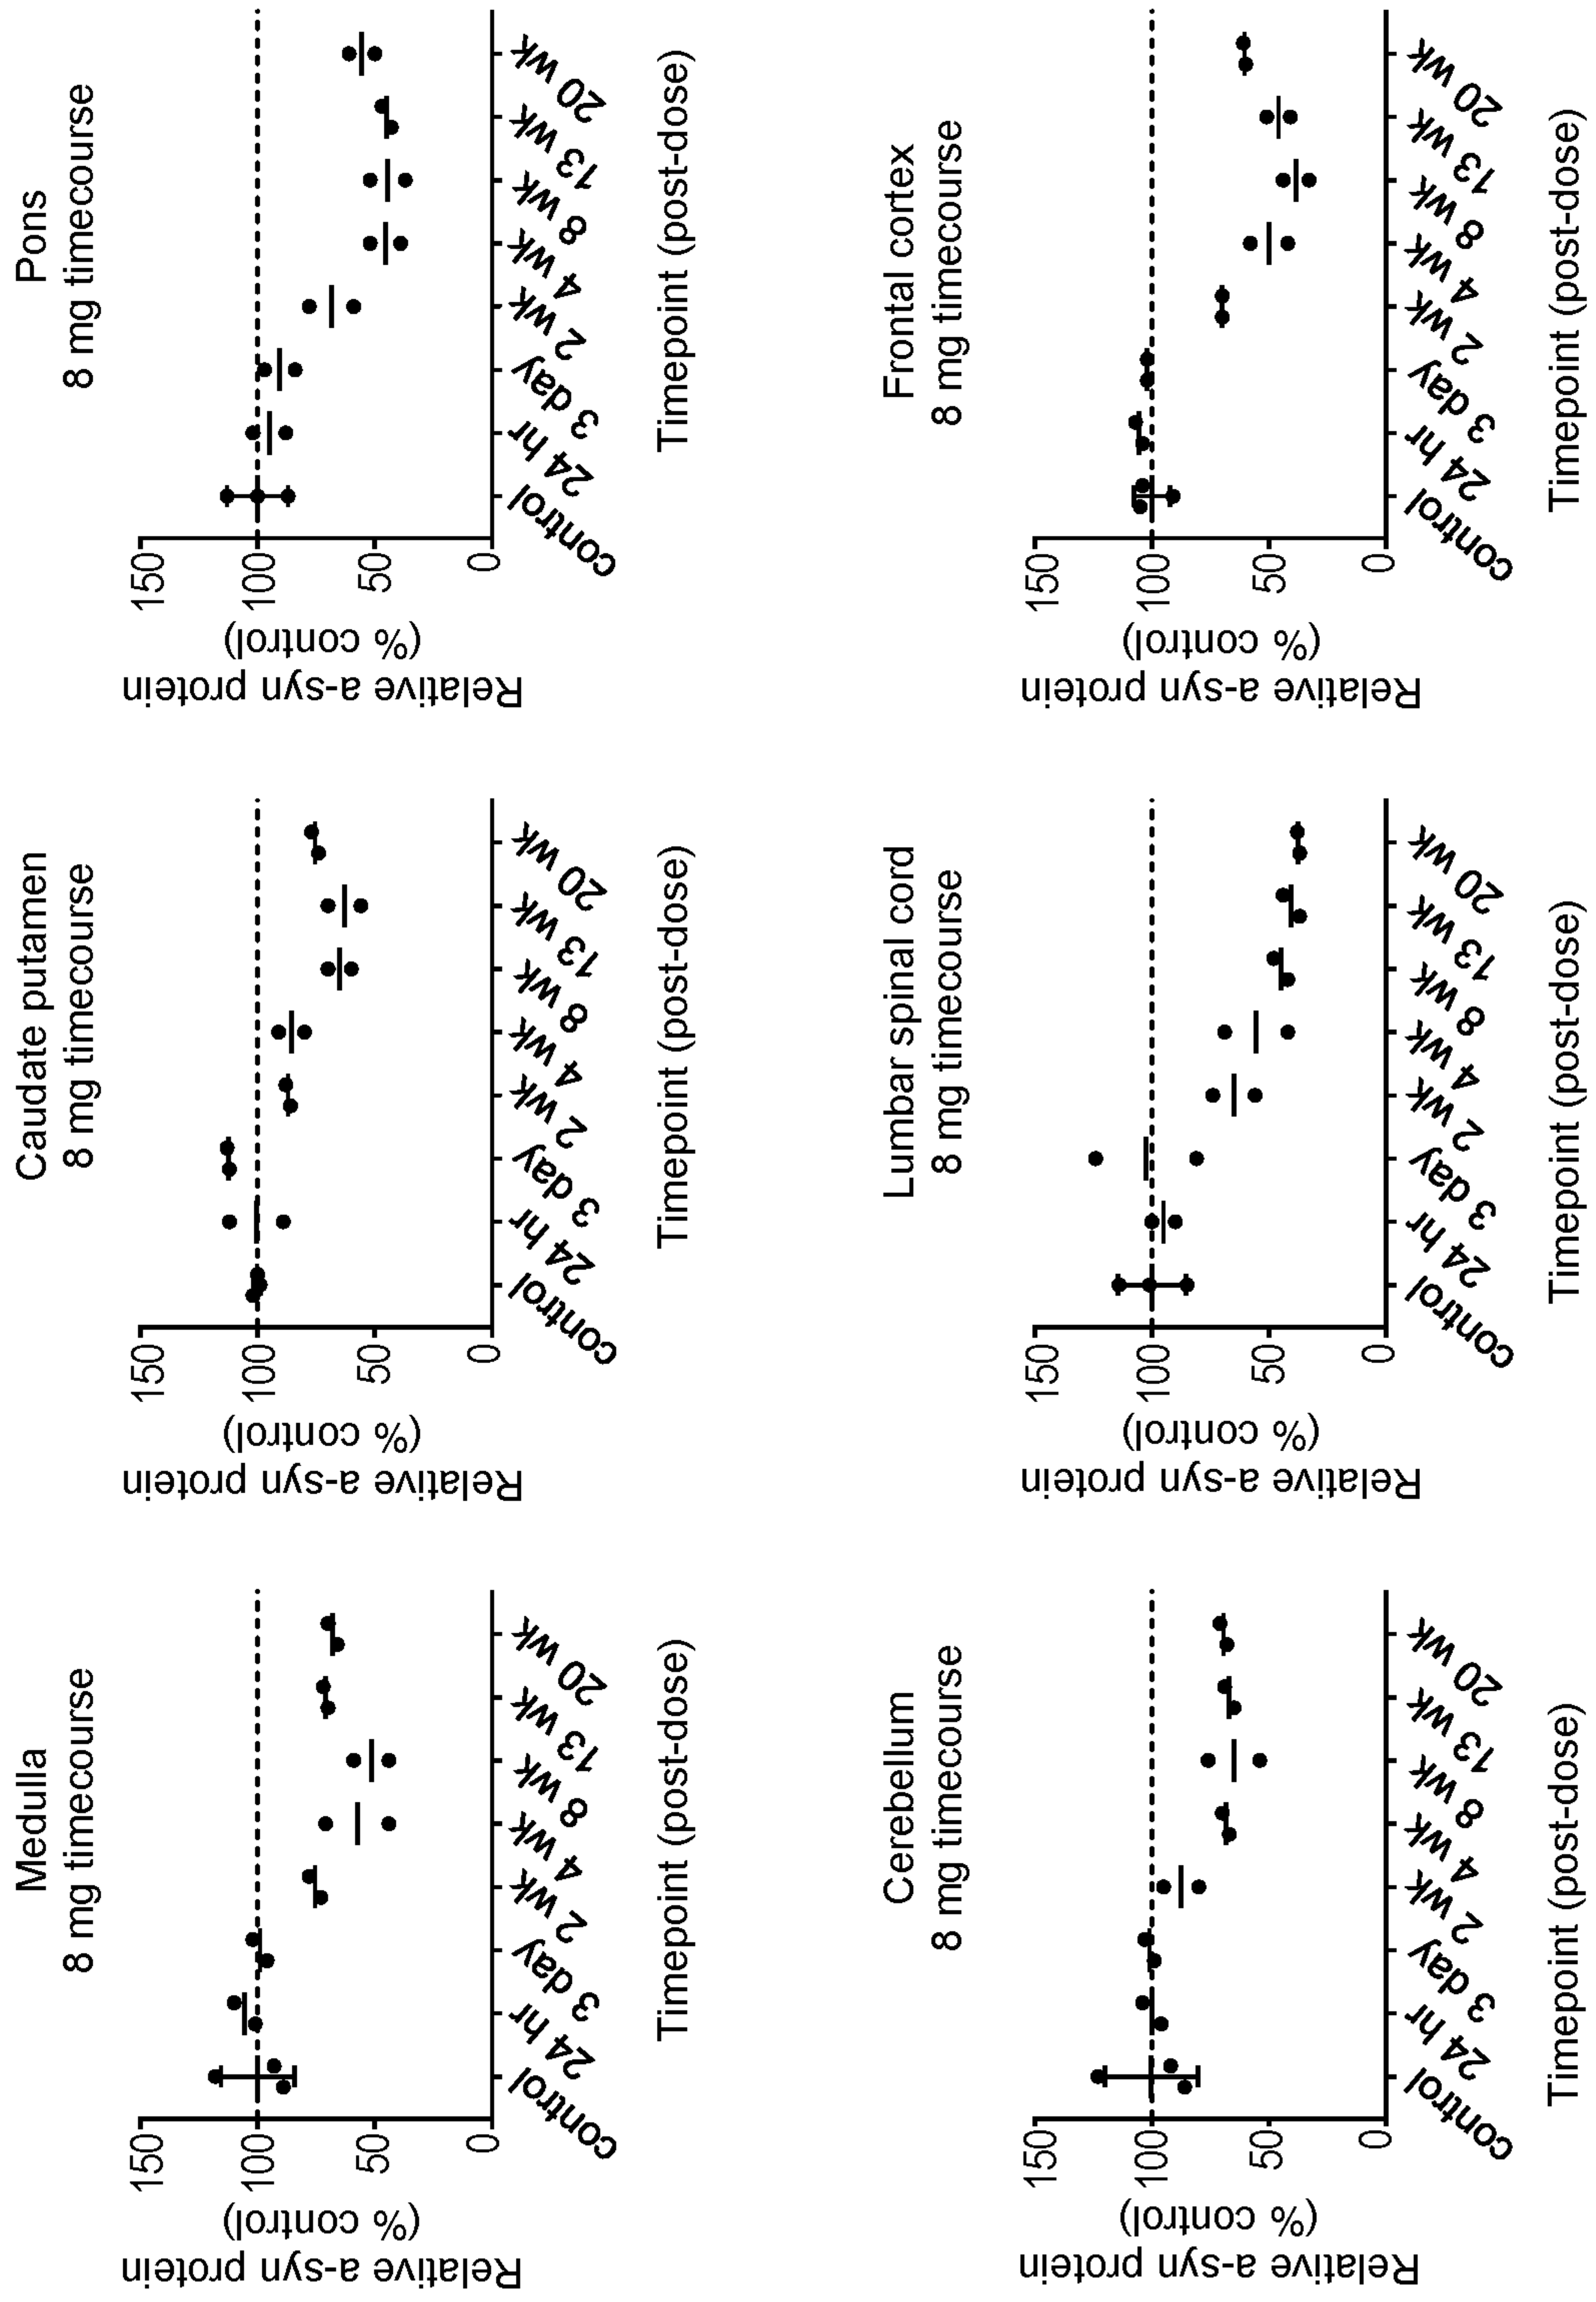 Medulla
8 mg timecourse
Relative a-syn protein
(% control)
150
100
50
0
control
24 hr
3 day
2 wk
4 wk
8 wk
13 wk
20 wk
Timepoint (post-dose)
Caudate putamen
8 mg timecourse
Relative a-syn protein
(% control)
150
100
50
0
control
24 hr
3 day
2 wk
4 wk
8 wk
13 wk
20 wk
Timepoint (post-dose)
Pons
8 mg timecourse
Relative a-syn protein
(% control)
150
100
50
0
control
24 hr
3 day
2 wk
4 wk
8 wk
13 wk
20 wk
Timepoint (post-dose)
Cerebellum
8 mg timecourse
Relative a-syn protein
(% control)
150
100
50
0
control
24 hr
3 day
2 wk
4 wk
8 wk
13 wk
20 wk
Timepoint (post-dose)
Lumbar spinal cord
8 mg timecourse
Relative a-syn protein
(% control)
150
100
50
0
control
24 hr
3 day
2 wk
4 wk
8 wk
13 wk
20 wk
Timepoint (post-dose)
Frontal cortex
8 mg timecourse
Relative a-syn protein
(% control)
150
100
50
0
control
24 hr
3 day
2 wk
4 wk
8 wk
13 wk
20 wk
Timepoint (post-dose)